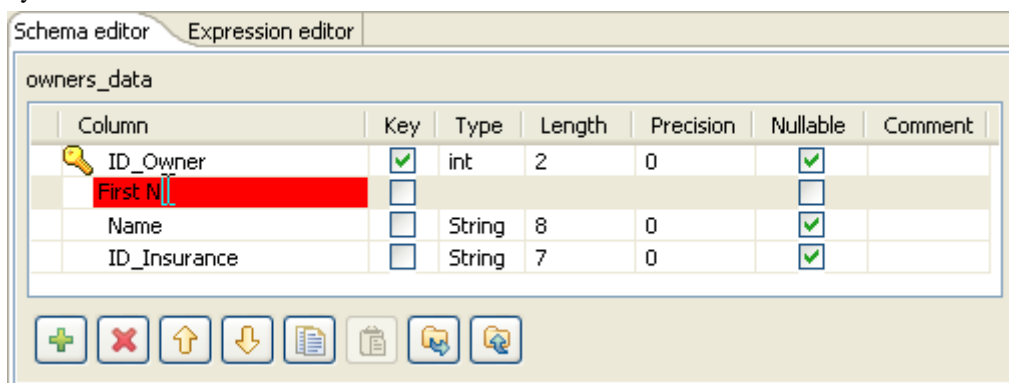 Schema editor Expression editor
owners_data
Column Key Type Length Precision Nullable Comment
ID_Owner int 2 0
First N
Name String 8 0
ID_Insurance String 7 0